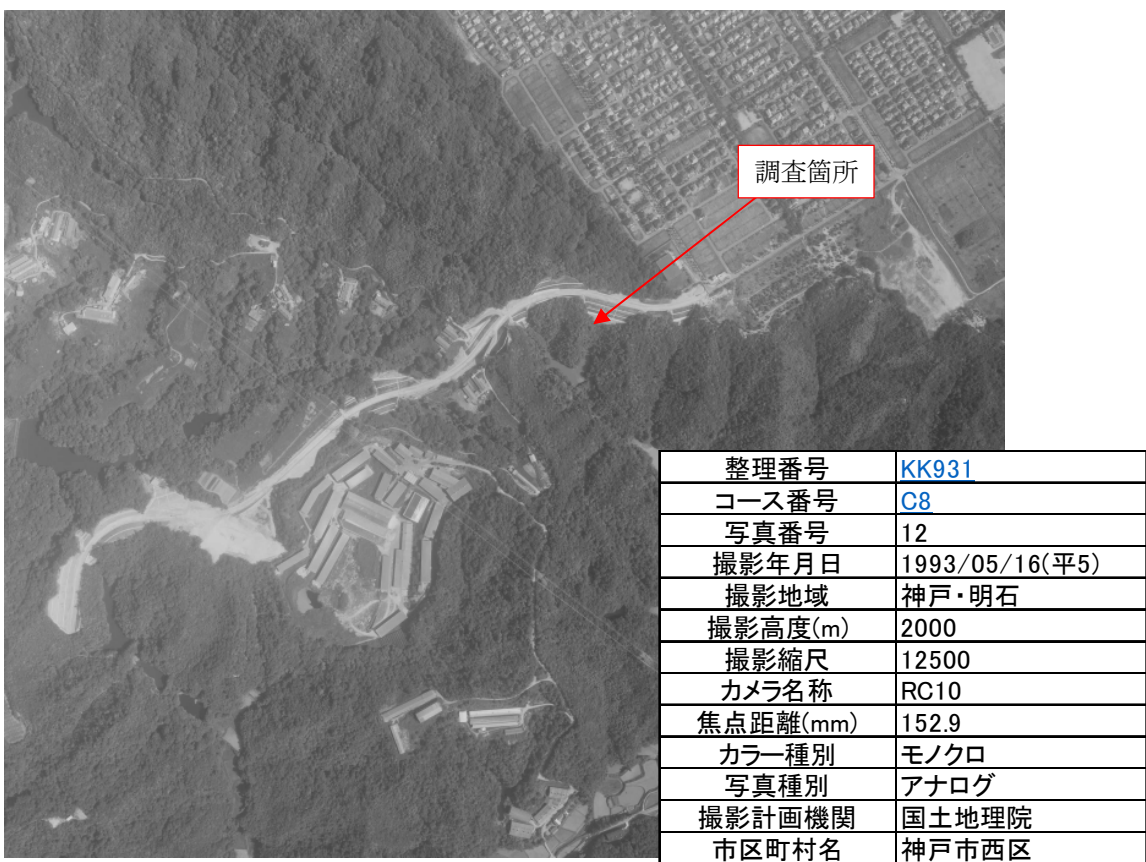 調査箇所
整理番号 KK931
コース番号 C8
写真番号 12
撮影年月日 1993/05/16(平5)
撮影地域 神戸・明石
撮影高度(m) 2000
撮影縮尺 12500
カメラ名称 RC10
焦点距離(mm) 152.9
カラー種別 モノクロ
写真種別 アナログ
撮影計画機関 国土地理院
市区町村名 神戸市西区